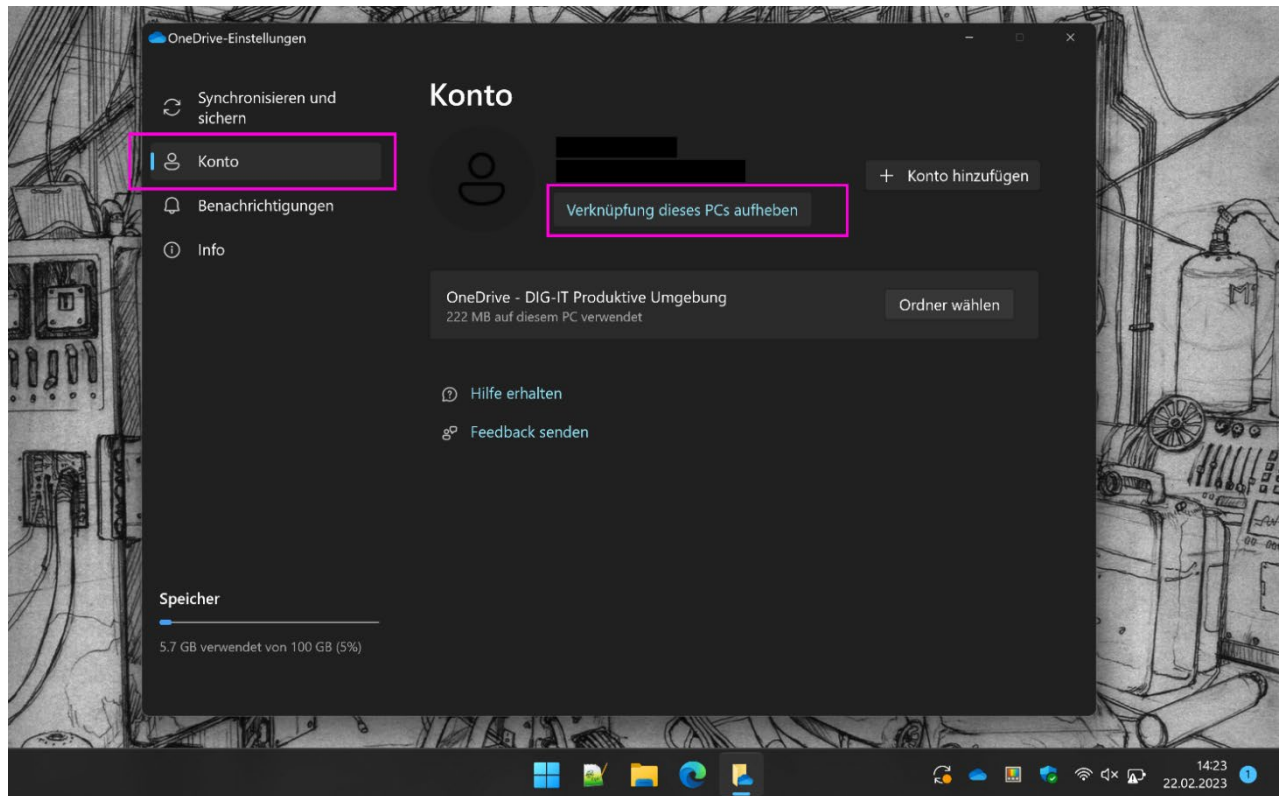 OneDrive-Einstellungen
Synchronisieren und
sichern
Konto
Benachrichtigungen
Info
Speicher
5.7 GB verwendet von 100 GB (5%)
Konto
Verknüpfung dieses PCs aufheben
+ Konto hinzufügen
OneDrive - DIG-IT Produktive Umgebung
222 MB auf diesem PC verwendet
Ordner wählen
Hilfe erhalten
Feedback senden
14:23
22.02.2023
1